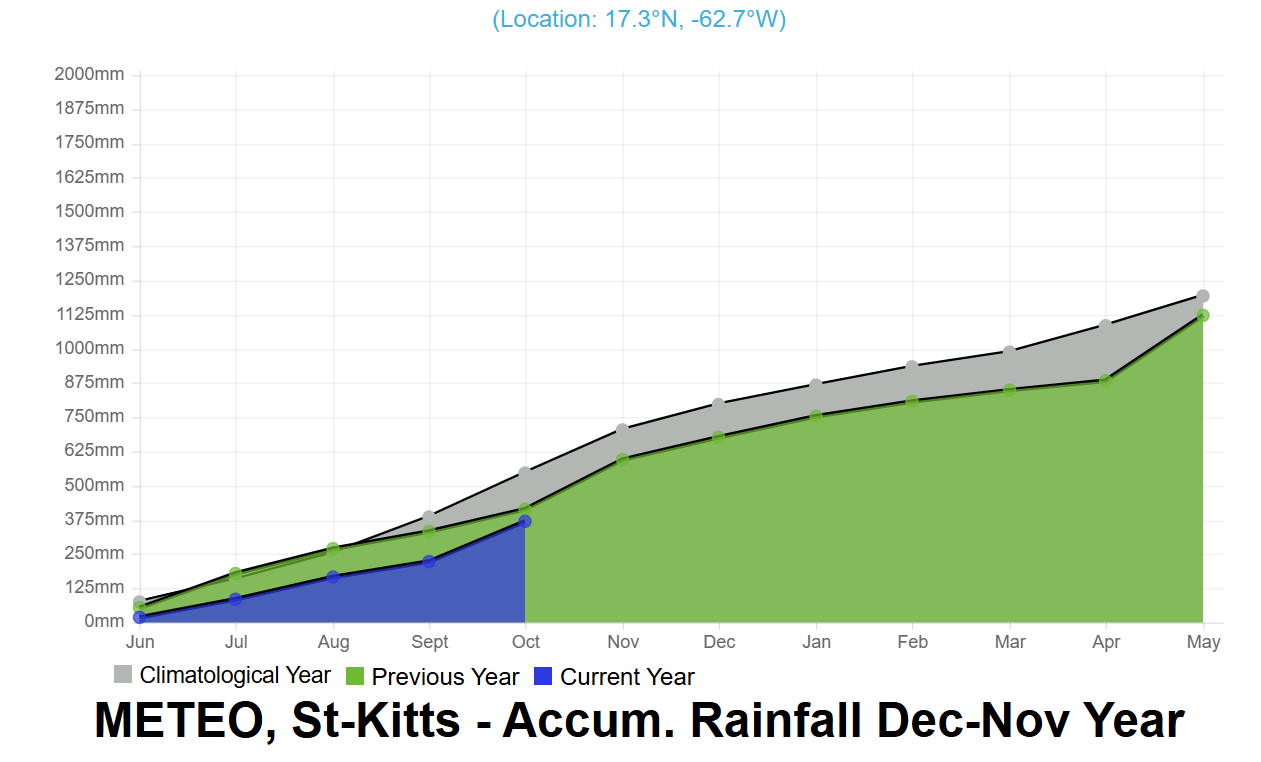 (Location: 17.3°N, -62.7°W)
2000mm
1875mm
1750mm
1625mm
1500mm
1375mm
1250mm
1125mm
1000mm
875mm
750mm
625mm
500mm
375mm
250mm
125mm
0mm
Jun Jul Aug Sept Oct Nov Dec Jan Feb Mar Apr May
Climatological Year Previous Year Current Year
METEO, St-Kitts - Accum. Rainfall Dec-Nov Year